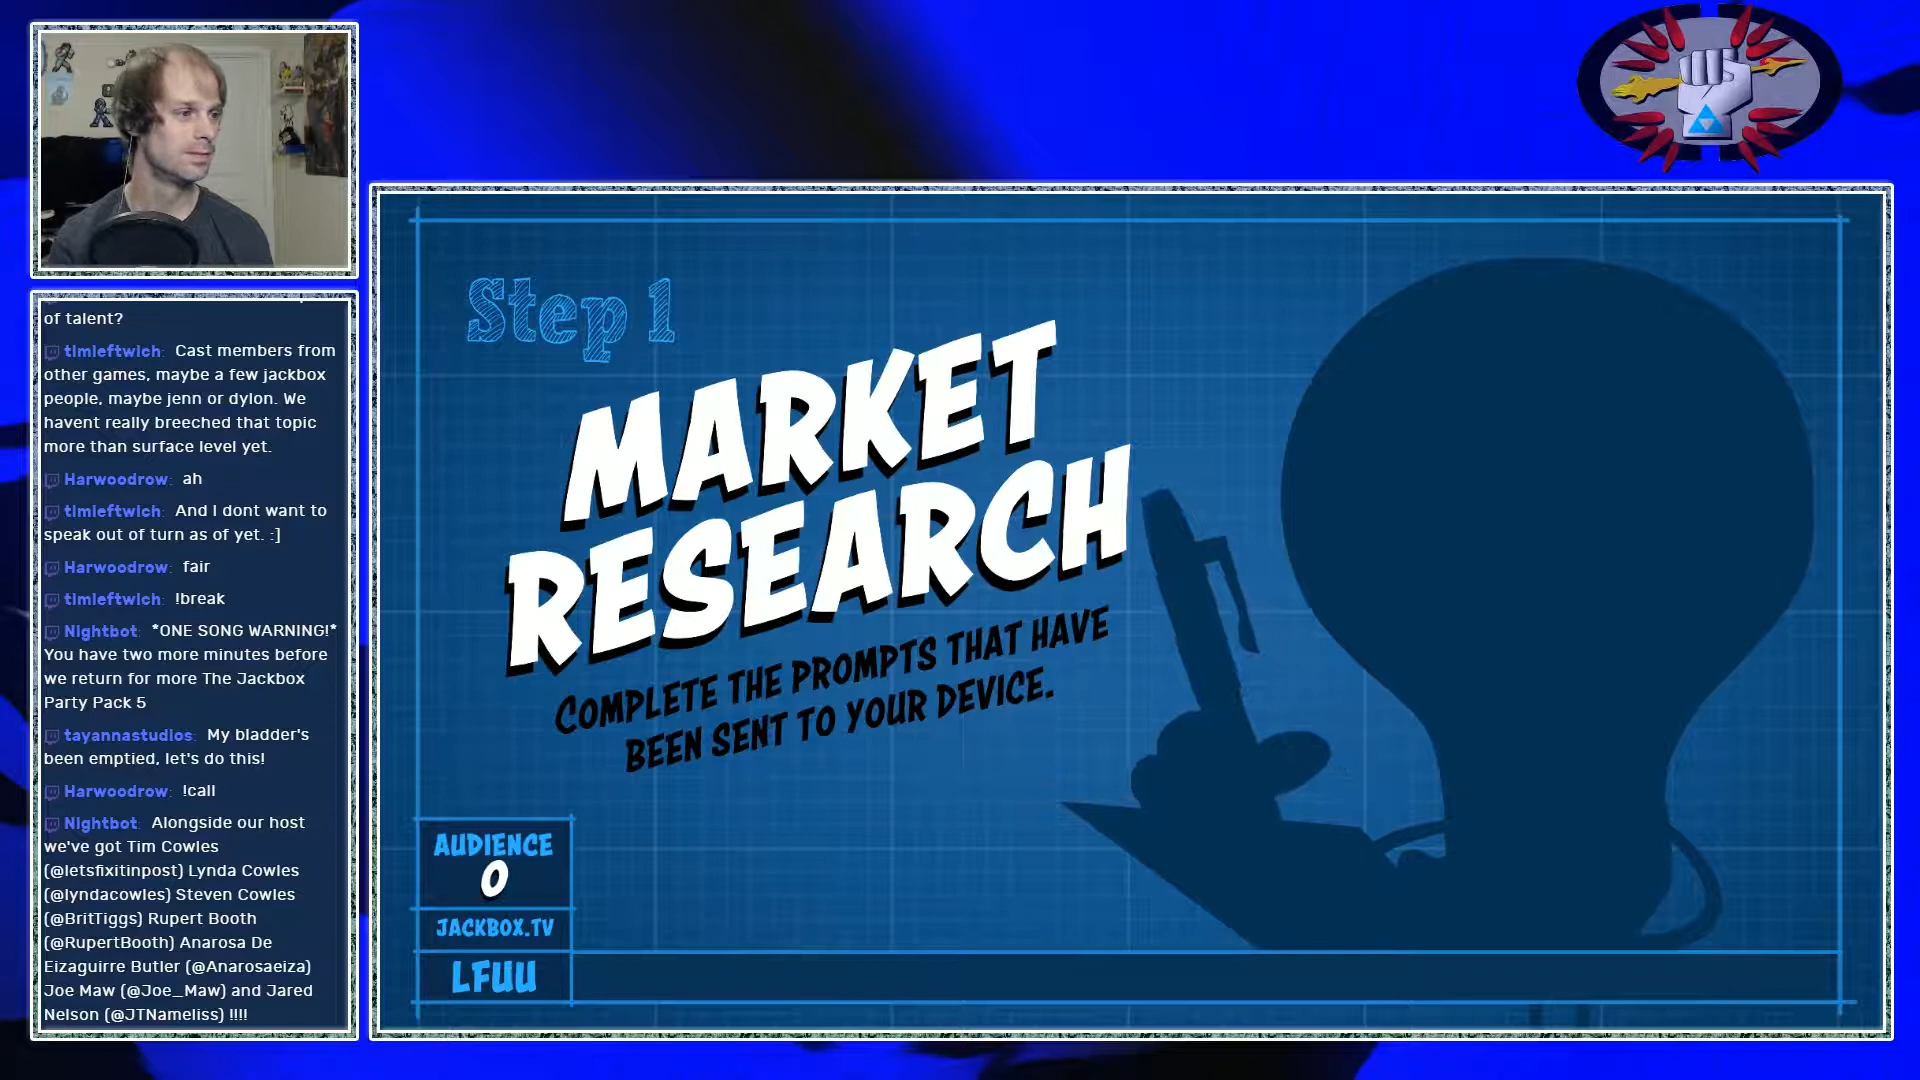 of talent?
timleftwich: Cast members from
other games, maybe a few jackbox
people, maybe jenn or dylon. We
havent really breeched that topic
more than surface level yet.
Harwoodrow: ah
timleftwich: And I dont want to
speak out of turn as of yet. :]
Harwoodrow: fair
timleftwich: !break
Nightbot: *ONE SONG WARNING!*
You have two more minutes before
we return for more The Jackbox
Party Pack 5
tayannastudios: My bladder's
been emptied, let's do this!
Harwoodrow: !call
Nightbot: Alongside our host
we've got Tim Cowles
(@letsfixitinpost) Lynda Cowles
(@lyndacowles) Steven Cowles
(@BritTiggs) Rupert Booth
(@RupertBooth) Anarosa De
Eizaguirre Butler (@Anarosaeiza)
Joe Maw (@Joe_Maw) and Jared
Nelson (@JTNameliss) !!!!
Step 1
MARKET
RESEARCH
COMPLETE THE PROMPTS THAT HAVE
BEEN SENT TO YOUR DEVICE.
AUDIENCE
0
JACKBOX.TV
LFUU